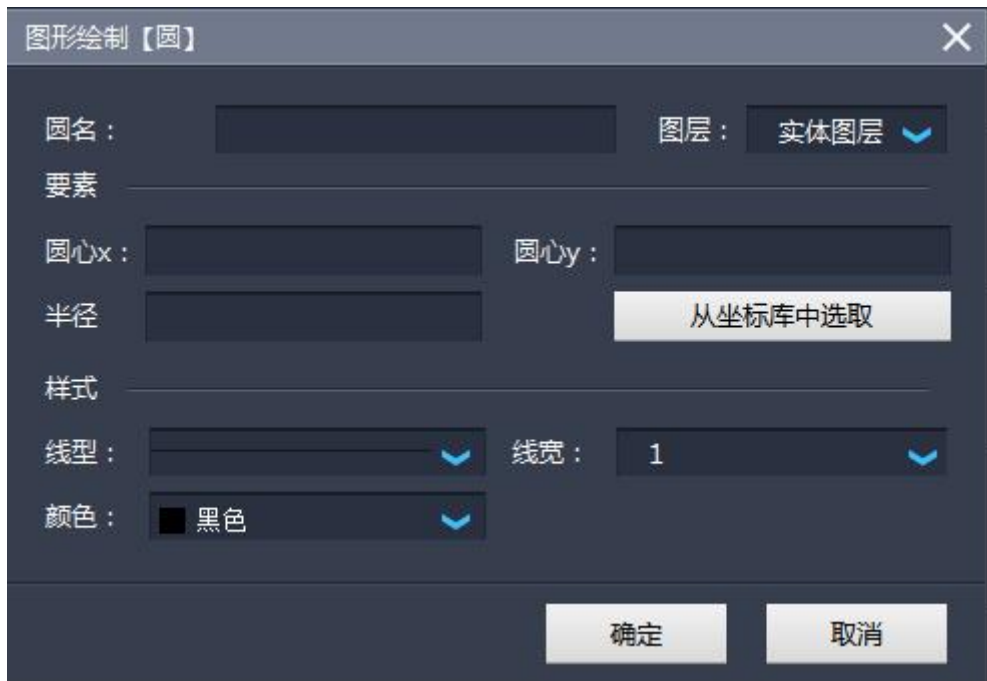 图形绘制【圆】
圆名： 图层： 实体图层
要素
圆心x： 圆心y：
半径 从坐标库中选取
样式
线型： 线宽： 1
颜色： 黑色
确定 取消